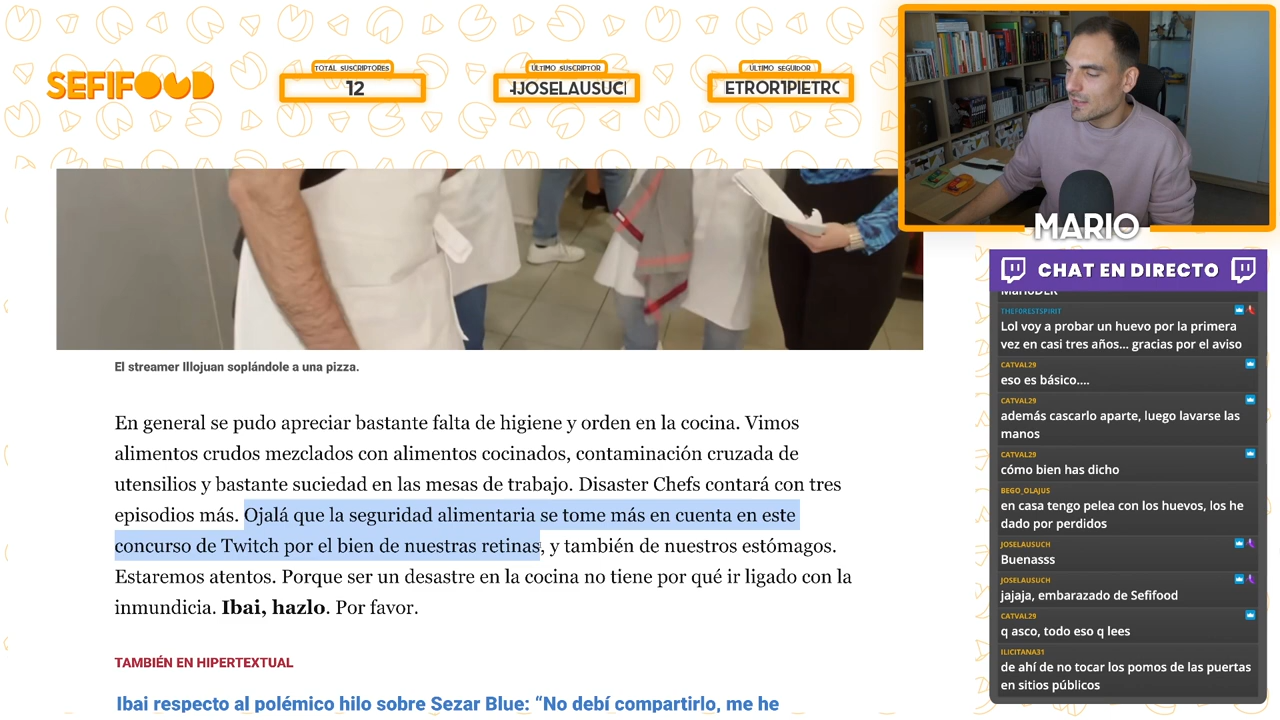 SEFIFOOD
TOTAL SUSCRIPTORES
12
ÚLTIMO SUSCRIPTOR
JOSELAUSUC
ÚLTIMO SEGUIDOR
ETROR1PIETRO
MARIO
CHAT EN DIRECTO
THEFORESTSPIRIT
Lol voy a probar un huevo por la primera
vez en casi tres años... gracias por el aviso
CATVAL29
eso es básico....
CATVAL29
además cascarlo aparte, luego lavarse las
manos
CATVAL29
cómo bien has dicho
BEGO_OLAJUS
en casa tengo pelea con los huevos, los he
dado por perdidos
JOSELAUSUCH
Buenasss
JOSELAUSUCH
jajaja, embarazado de Sefifood
CATVAL29
q asco, todo eso q lees
ILICITANA31
de ahí de no tocar los pomos de las puertas
en sitios públicos
El streamer Illojuan soplándole a una pizza.
En general se pudo apreciar bastante falta de higiene y orden en la cocina. Vimos
alimentos crudos mezclados con alimentos cocinados, contaminación cruzada de
utensilios y bastante suciedad en las mesas de trabajo. Disaster Chefs contará con tres
episodios más. Ojalá que la seguridad alimentaria se tome más en cuenta en este
concurso de Twitch por el bien de nuestras retinas, y también de nuestros estómagos.
Estaremos atentos. Porque ser un desastre en la cocina no tiene por qué ir ligado con la
inmundicia. Ibai, hazlo. Por favor.
TAMBIÉN EN HIPERTEXTUAL
Ibai respecto al polémico hilo sobre Sezar Blue: “No debí compartirlo, me he